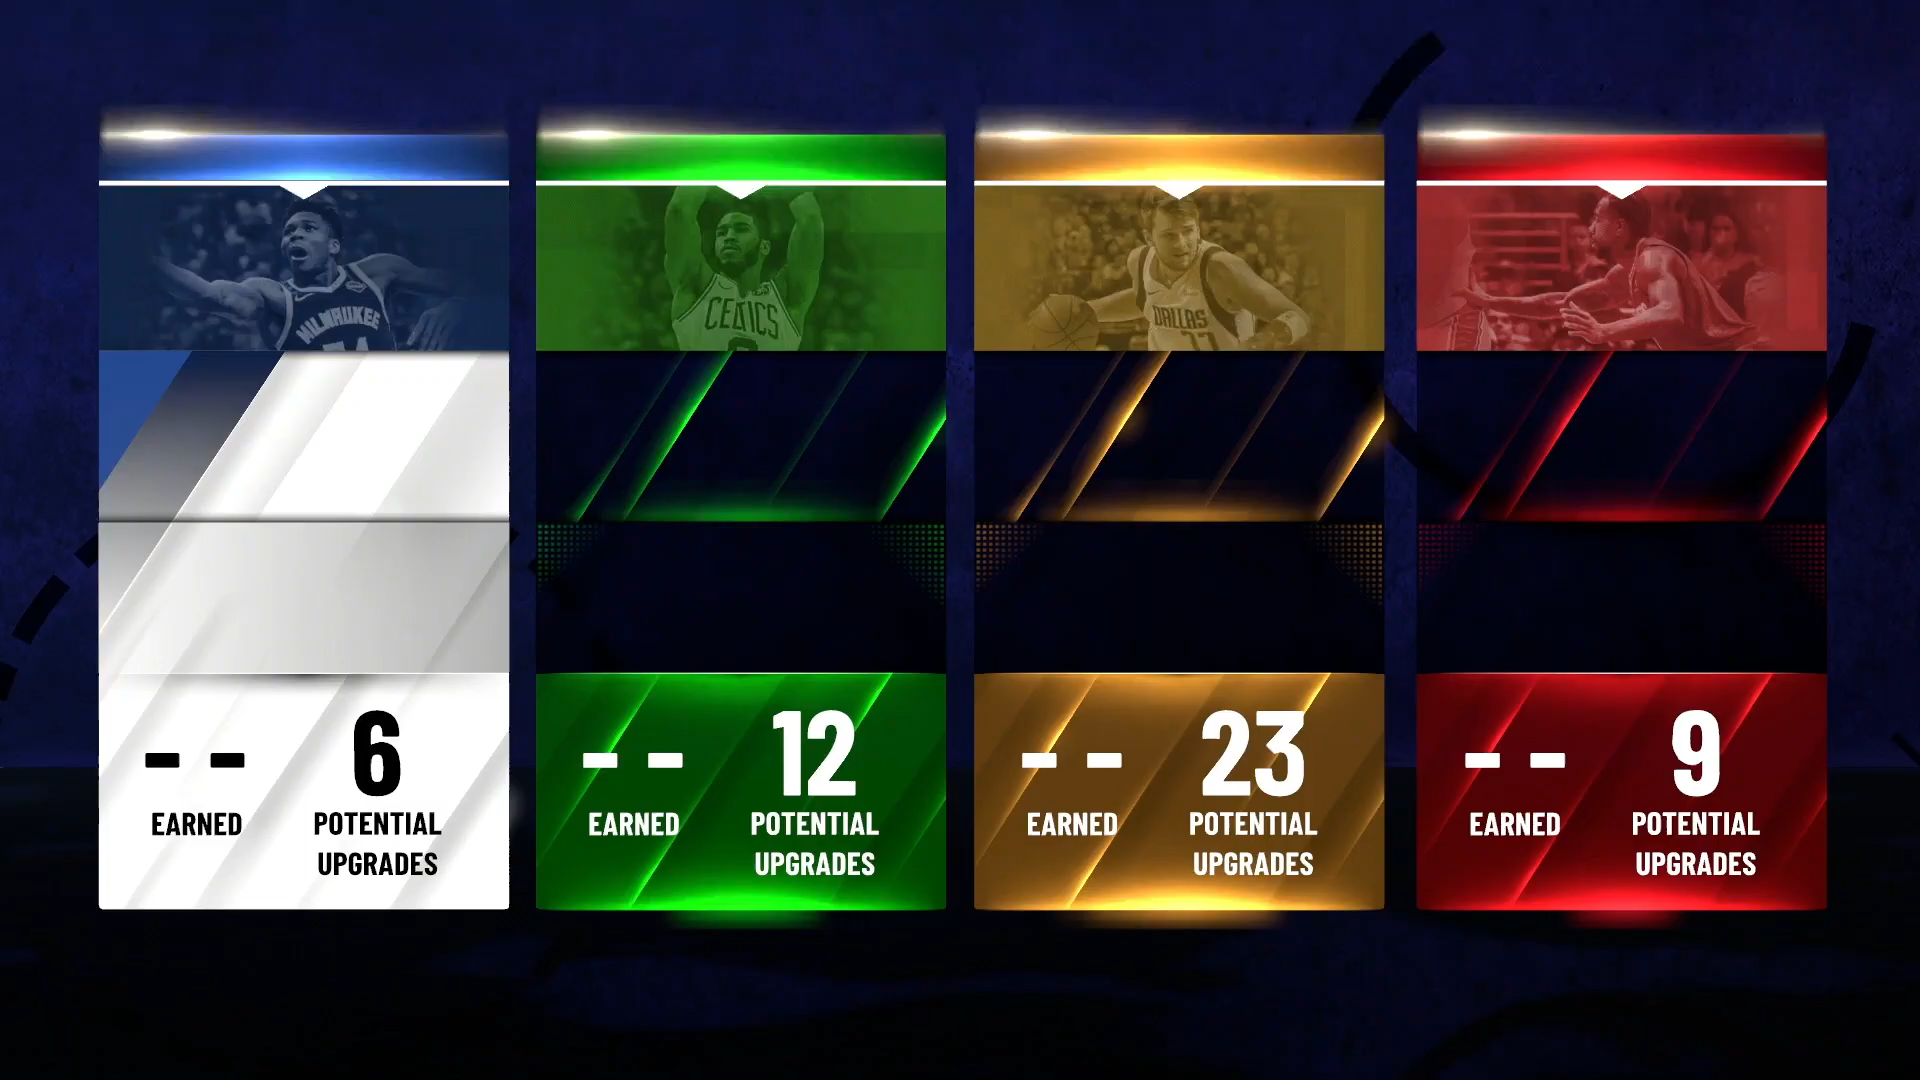 MILWAUKEE
CELTICS
DALLAS
77
-- 6
EARNED POTENTIAL
UPGRADES
-- 12
EARNED POTENTIAL
UPGRADES
-- 23
EARNED POTENTIAL
UPGRADES
-- 9
EARNED POTENTIAL
UPGRADES